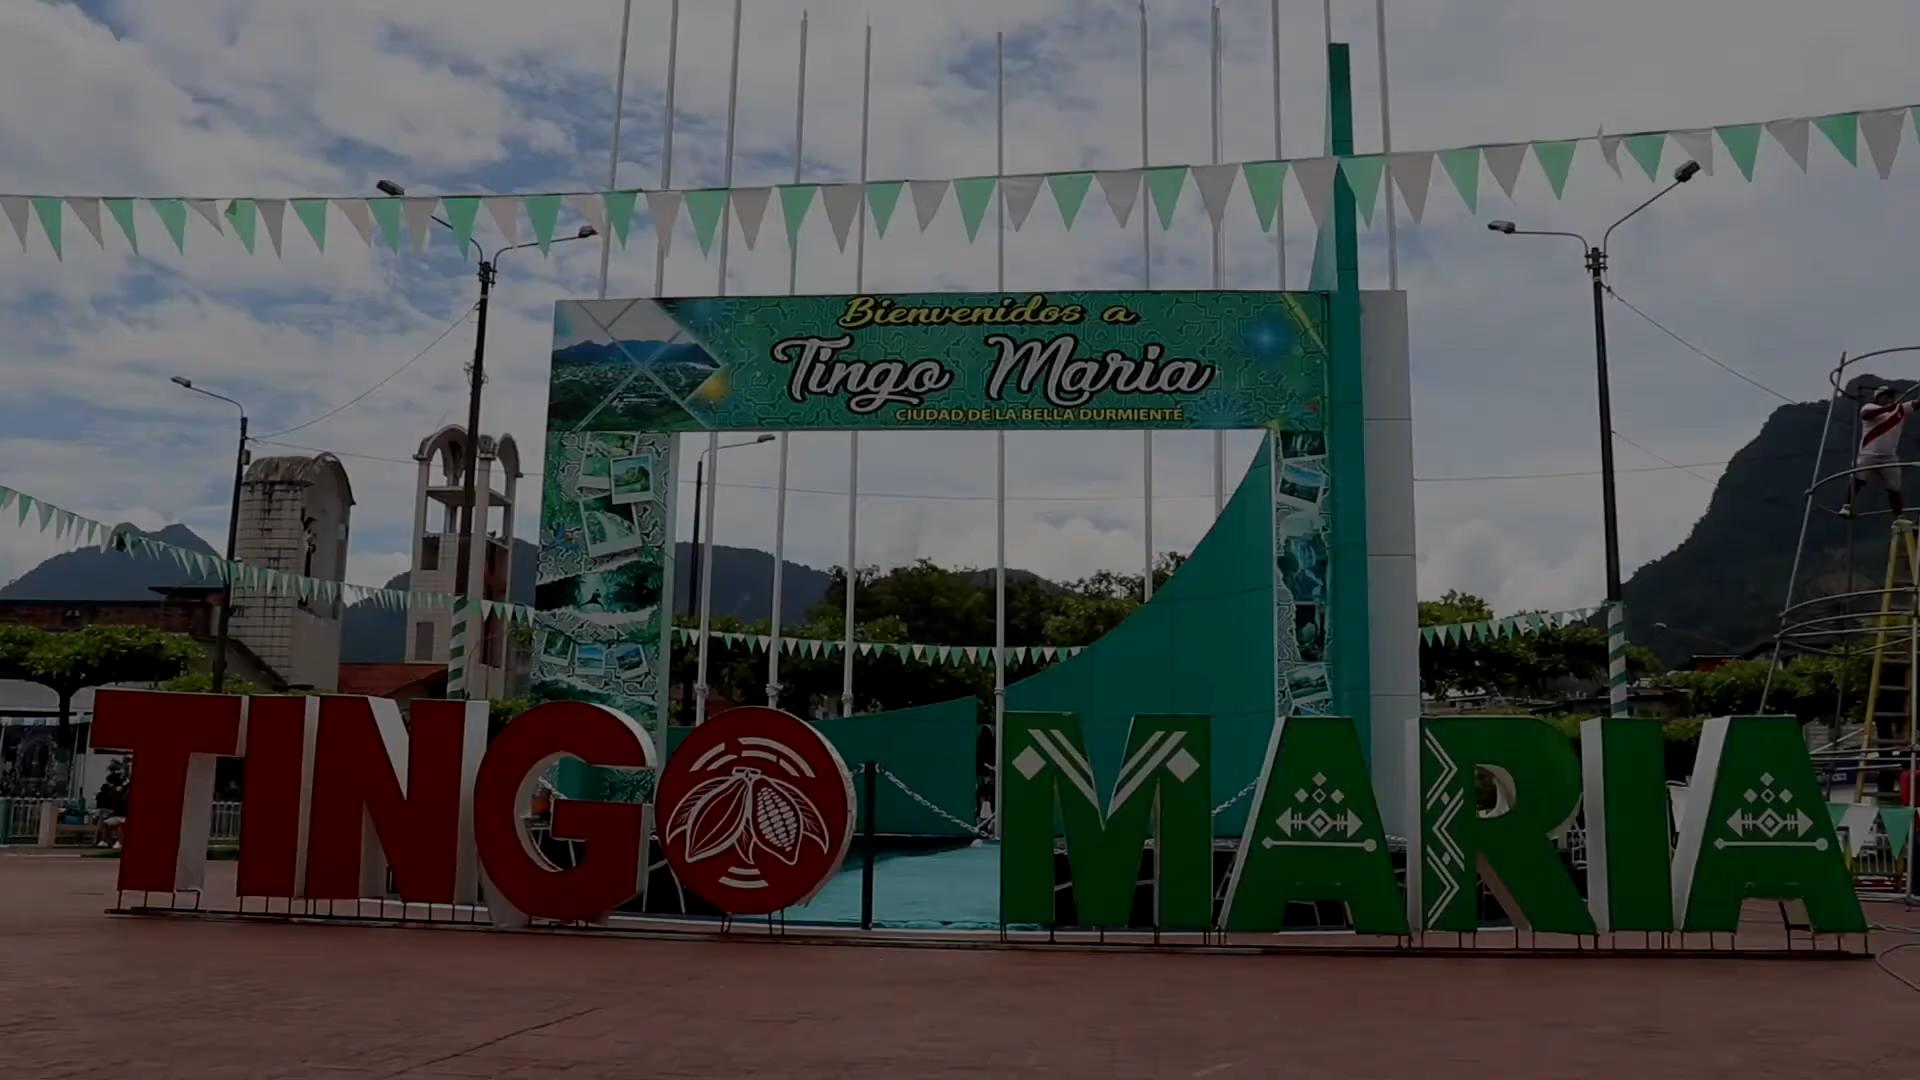 Bienvenidos a
Tingo Maria
CIUDAD DE LA BELLA DURMIENTE
TINGO MARIA